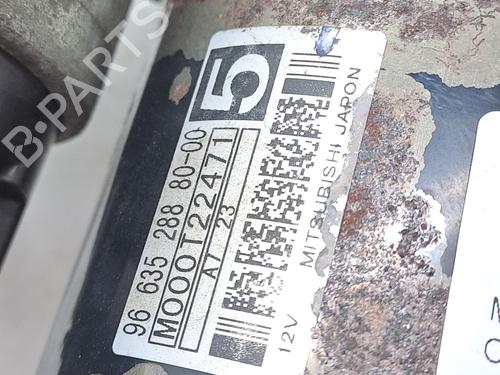 B-PARTS
5
96 635 288 80-00
M000T22471
A7 23
12V MITSUBISHI JAPON